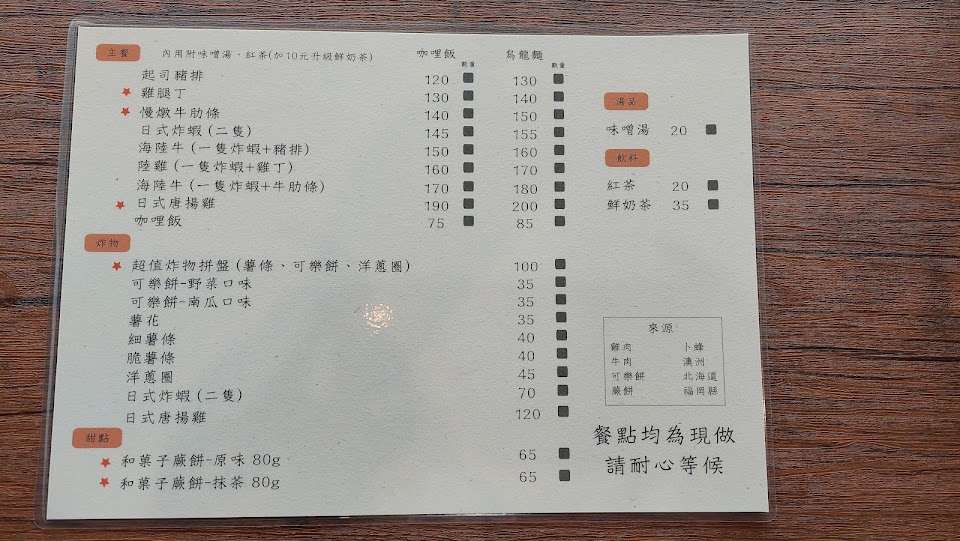 主餐 內用附味噌湯、紅茶(加10元升級鮮奶茶) 咖哩飯 烏龍麵
數量 數量
起司豬排 120 130
★ 雞腿丁 130 140
★ 慢燉牛肋條 140 150
日式炸蝦(二隻) 145 155
海陸牛(一隻炸蝦+豬排) 150 160
陸雞(一隻炸蝦+雞丁) 160 170
海陸牛(一隻炸蝦+牛肋條) 170 180
★ 日式唐揚雞 190 200
咖哩飯 75 85
炸物
★ 超值炸物拼盤(薯條、可樂餅、洋蔥圈) 100
可樂餅-野菜口味 35
可樂餅-南瓜口味 35
薯花 35
細薯條 40
脆薯條 40
洋蔥圈 45
日式炸蝦(二隻) 70
日式唐揚雞 120
甜點
★ 和菓子蕨餅-原味 80g 65
★ 和菓子蕨餅-抹茶 80g 65
湯品
味噌湯 20
飲料
紅茶 20
鮮奶茶 35
來源
雞肉 卜蜂
牛肉 澳洲
可樂餅 北海道
蕨餅 福岡縣
餐點均為現做
請耐心等候